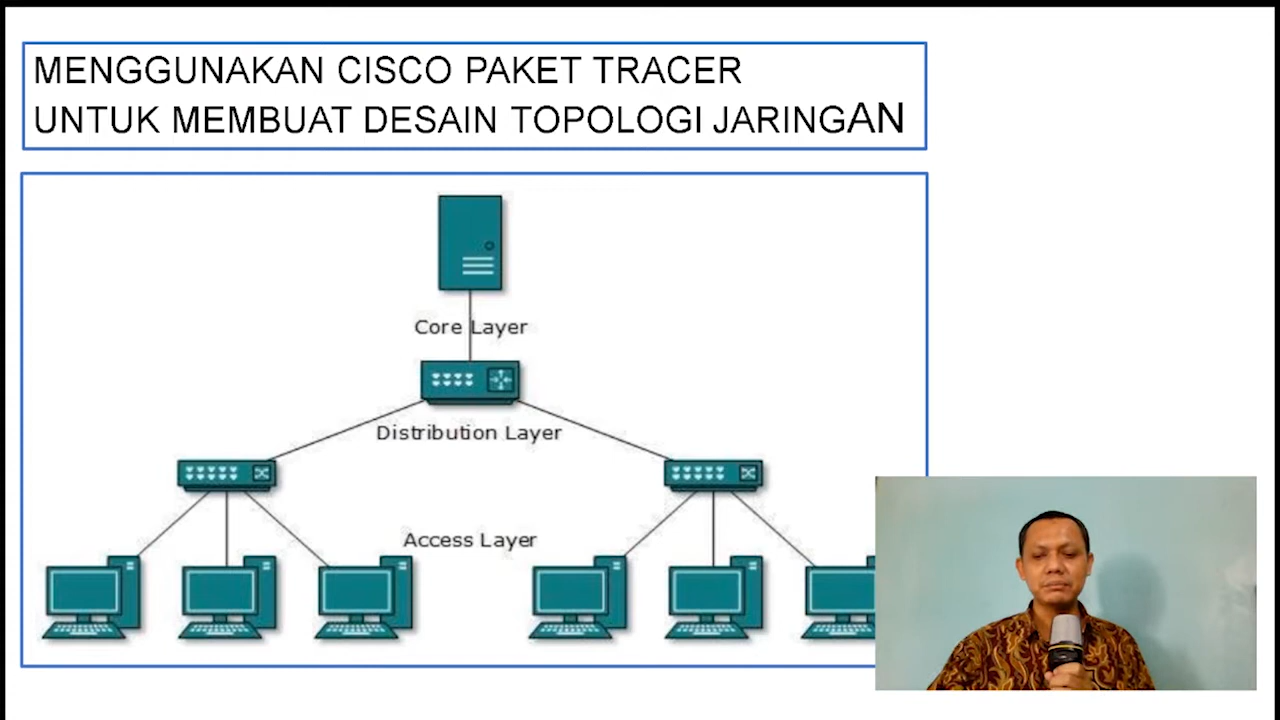 MENGGUNAKAN CISCO PAKET TRACER
UNTUK MEMBUAT DESAIN TOPOLOGI JARINGAN
Core Layer
Distribution Layer
Access Layer